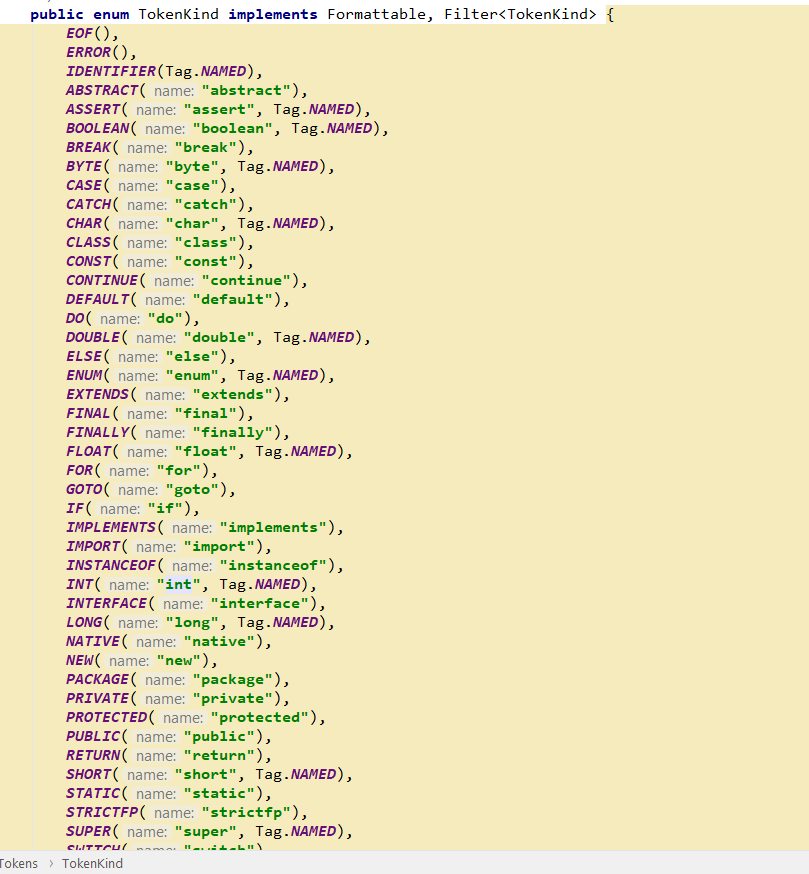 public enum TokenKind implements Formattable, Filter<TokenKind> {
EOF(),
ERROR(),
IDENTIFIER(Tag.NAMED),
ABSTRACT( name: "abstract"),
ASSERT( name: "assert", Tag.NAMED),
BOOLEAN( name: "boolean", Tag.NAMED),
BREAK( name: "break"),
BYTE( name: "byte", Tag.NAMED),
CASE( name: "case"),
CATCH( name: "catch"),
CHAR( name: "char", Tag.NAMED),
CLASS( name: "class"),
CONST( name: "const"),
CONTINUE( name: "continue"),
DEFAULT( name: "default"),
DO( name: "do"),
DOUBLE( name: "double", Tag.NAMED),
ELSE( name: "else"),
ENUM( name: "enum", Tag.NAMED),
EXTENDS( name: "extends"),
FINAL( name: "final"),
FINALLY( name: "finally"),
FLOAT( name: "float", Tag.NAMED),
FOR( name: "for"),
GOTO( name: "goto"),
IF( name: "if"),
IMPLEMENTS( name: "implements"),
IMPORT( name: "import"),
INSTANCEOF( name: "instanceof"),
INT( name: "int", Tag.NAMED),
INTERFACE( name: "interface"),
LONG( name: "long", Tag.NAMED),
NATIVE( name: "native"),
NEW( name: "new"),
PACKAGE( name: "package"),
PRIVATE( name: "private"),
PROTECTED( name: "protected"),
PUBLIC( name: "public"),
RETURN( name: "return"),
SHORT( name: "short", Tag.NAMED),
STATIC( name: "static"),
STRICTFP( name: "strictfp"),
SUPER( name: "super", Tag.NAMED),
SWITCH( name: "switch")
Tokens › TokenKind